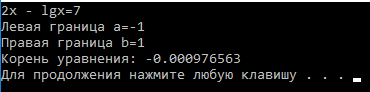 2x - lgx=7
Левая граница a=-1
Правая граница b=1
Корень уравнения: -0.000976563
Для продолжения нажмите любую клавишу . . .